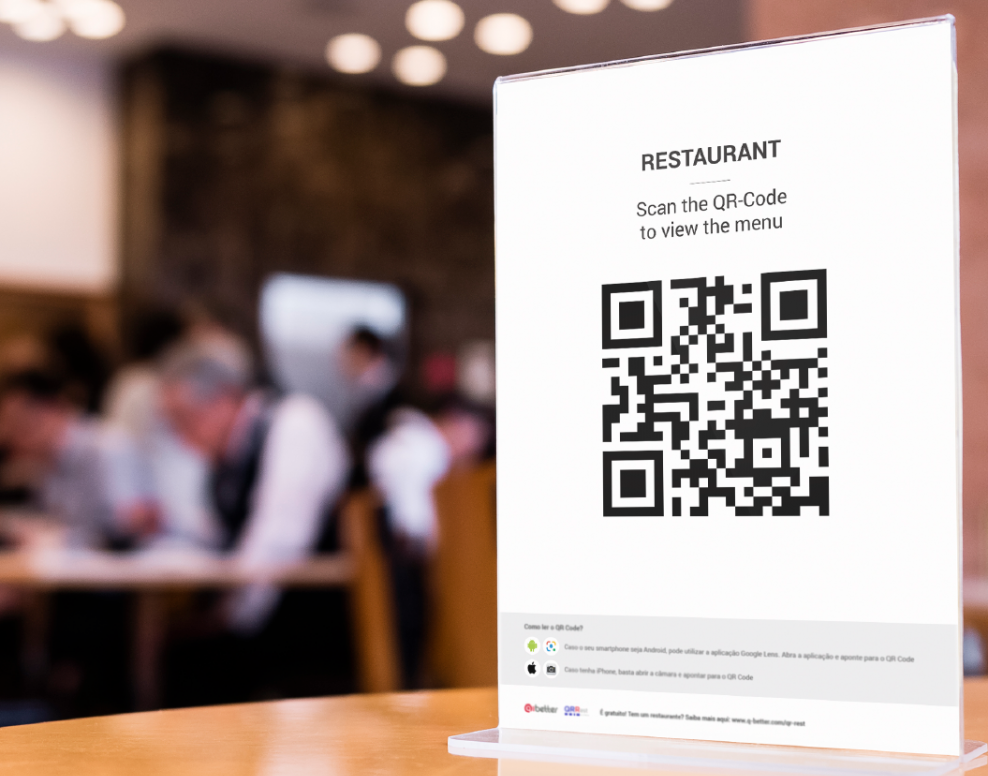 RESTAURANT
Scan the QR-Code
to view the menu
Como ler o QR Code?
Caso o seu smartphone seja Android, pode utilizar a aplicação Google Lens. Abra a aplicação e aponte para o QR Code
Caso tenha iPhone, basta abrir a câmara e apontar para o QR Code
Q-better QR Rest É gratuito! Tem um restaurante? Saiba mais aqui: www.q-better.com/qr-rest